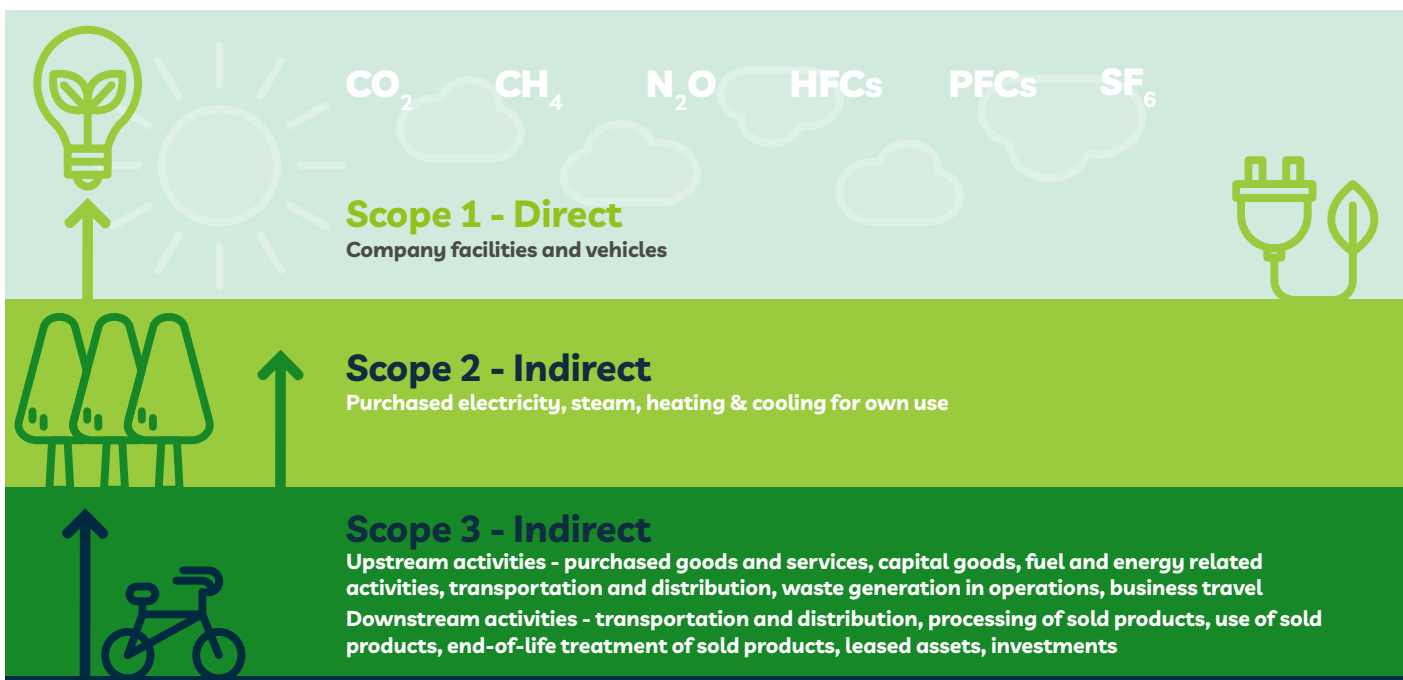 CO2 CH4 N2O HFCs PFCs SF6
Scope 1 - Direct
Company facilities and vehicles
Scope 2 - Indirect
Purchased electricity, steam, heating & cooling for own use
Scope 3 - Indirect
Upstream activities - purchased goods and services, capital goods, fuel and energy related
activities, transportation and distribution, waste generation in operations, business travel
Downstream activities - transportation and distribution, processing of sold products, use of sold
products, end-of-life treatment of sold products, leased assets, investments